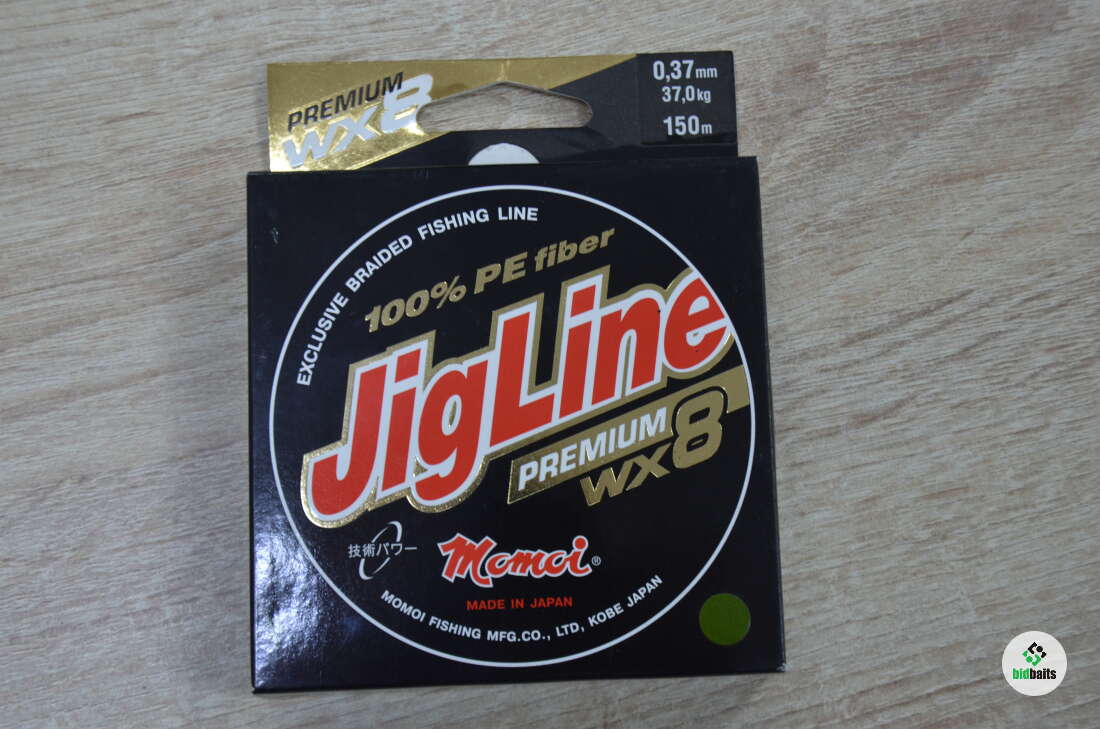 PREMIUM
WX8
0,37mm
37,0kg
150m
EXCLUSIVE BRAIDED FISHING LINE
100% PE fiber
JigLine
PREMIUM
WX8
技術パワー
Momoi®
MADE IN JAPAN
MOMOI FISHING MFG.CO., LTD, KOBE JAPAN
bidbaits